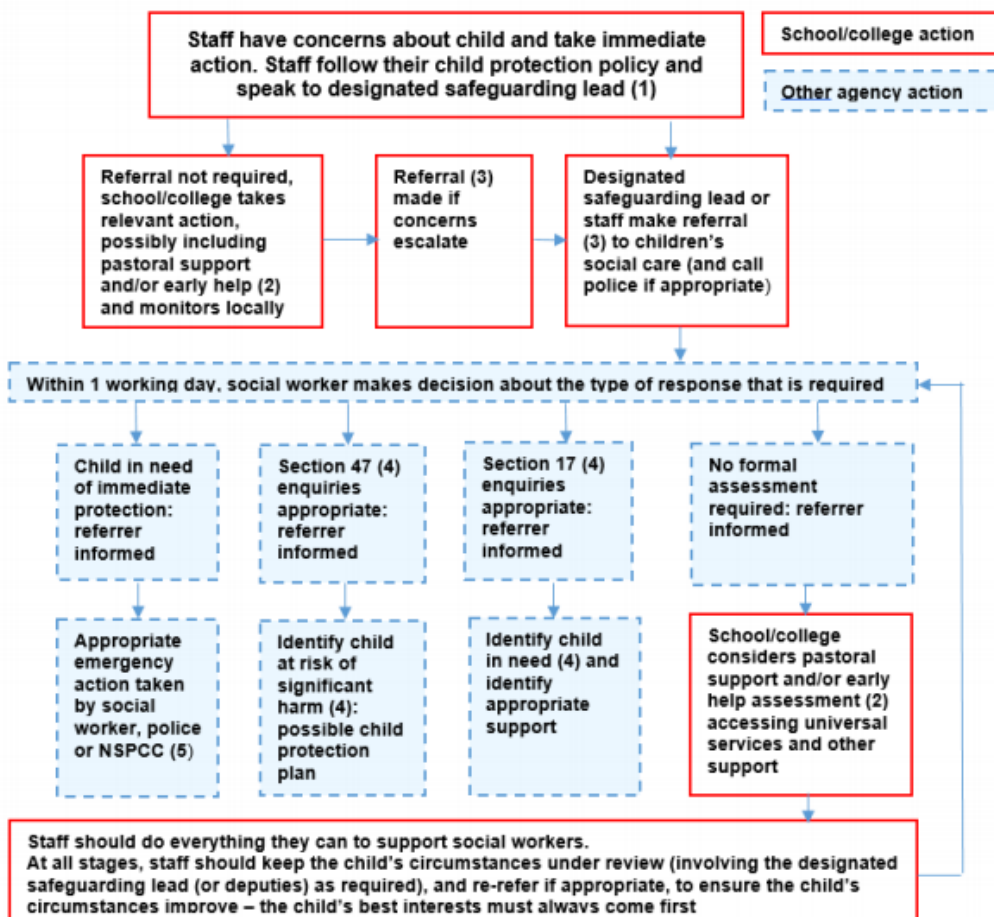 Staff have concerns about child and take immediate
action. Staff follow their child protection policy and
speak to designated safeguarding lead (1)
School/college action
Other agency action
Referral not required,
school/college takes
relevant action,
possibly including
pastoral support
and/or early help (2)
and monitors locally
Referral (3)
made if
concerns
escalate
Designated
safeguarding lead or
staff make referral
(3) to children's
social care (and call
police if appropriate)
Within 1 working day, social worker makes decision about the type of response that is required
Child in need
of immediate
protection:
referrer
informed
Section 47 (4)
enquiries
appropriate:
referrer
informed
Section 17 (4)
enquiries
appropriate:
referrer
informed
No formal
assessment
required: referrer
informed
Appropriate
emergency
action taken
by social
worker, police
or NSPCC (5)
Identify child
at risk of
significant
harm (4):
possible child
protection
plan
Identify child
in need (4) and
identify
appropriate
support
School/college
considers pastoral
support and/or early
help assessment (2)
accessing universal
services and other
support
Staff should do everything they can to support social workers.
At all stages, staff should keep the child's circumstances under review (involving the designated
safeguarding lead (or deputies) as required), and re-refer if appropriate, to ensure the child's
circumstances improve – the child's best interests must always come first